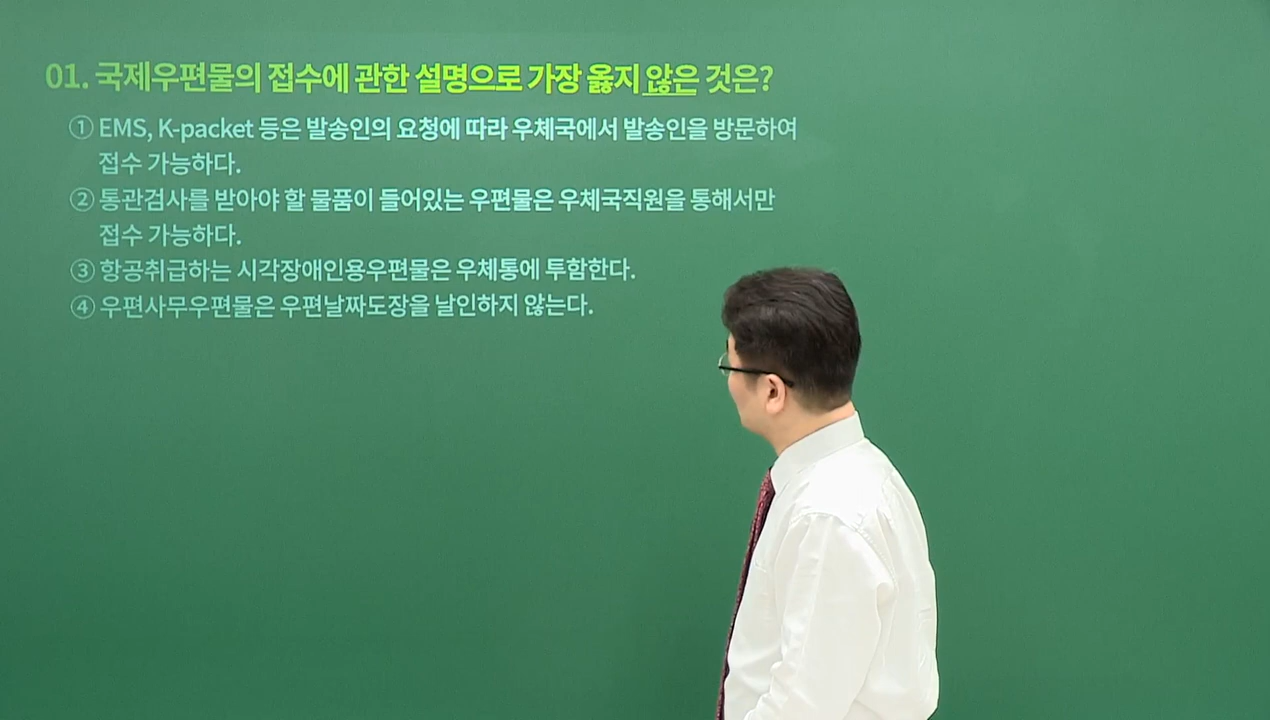 01. 국제우편물의 접수에 관한 설명으로 가장 옳지 않은 것은?
① EMS, K-packet 등은 발송인의 요청에 따라 우체국에서 발송인을 방문하여
접수 가능하다.
② 통관검사를 받아야 할 물품이 들어있는 우편물은 우체국직원을 통해서만
접수 가능하다.
③ 항공취급하는 시각장애인용우편물은 우체통에 투함한다.
④ 우편사무우편물은 우편날짜도장을 날인하지 않는다.